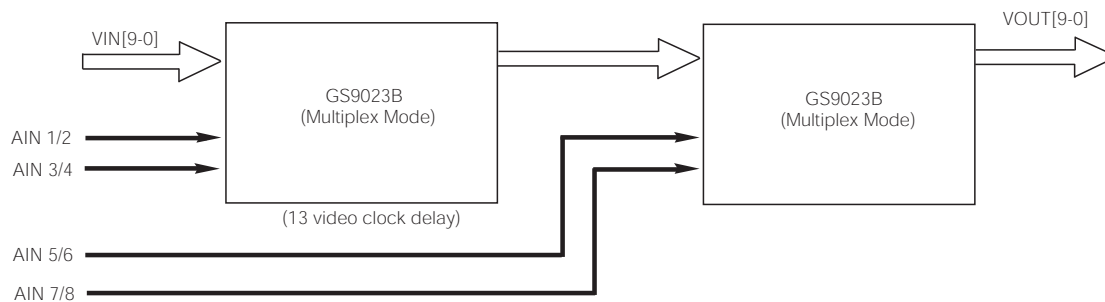 VIN[9-0]
VOUT[9-0]
GS9023B
(Multiplex Mode)
GS9023B
(Multiplex Mode)
AIN 1/2
AIN 3/4
(13 video clock delay)
AIN 5/6
AIN 7/8